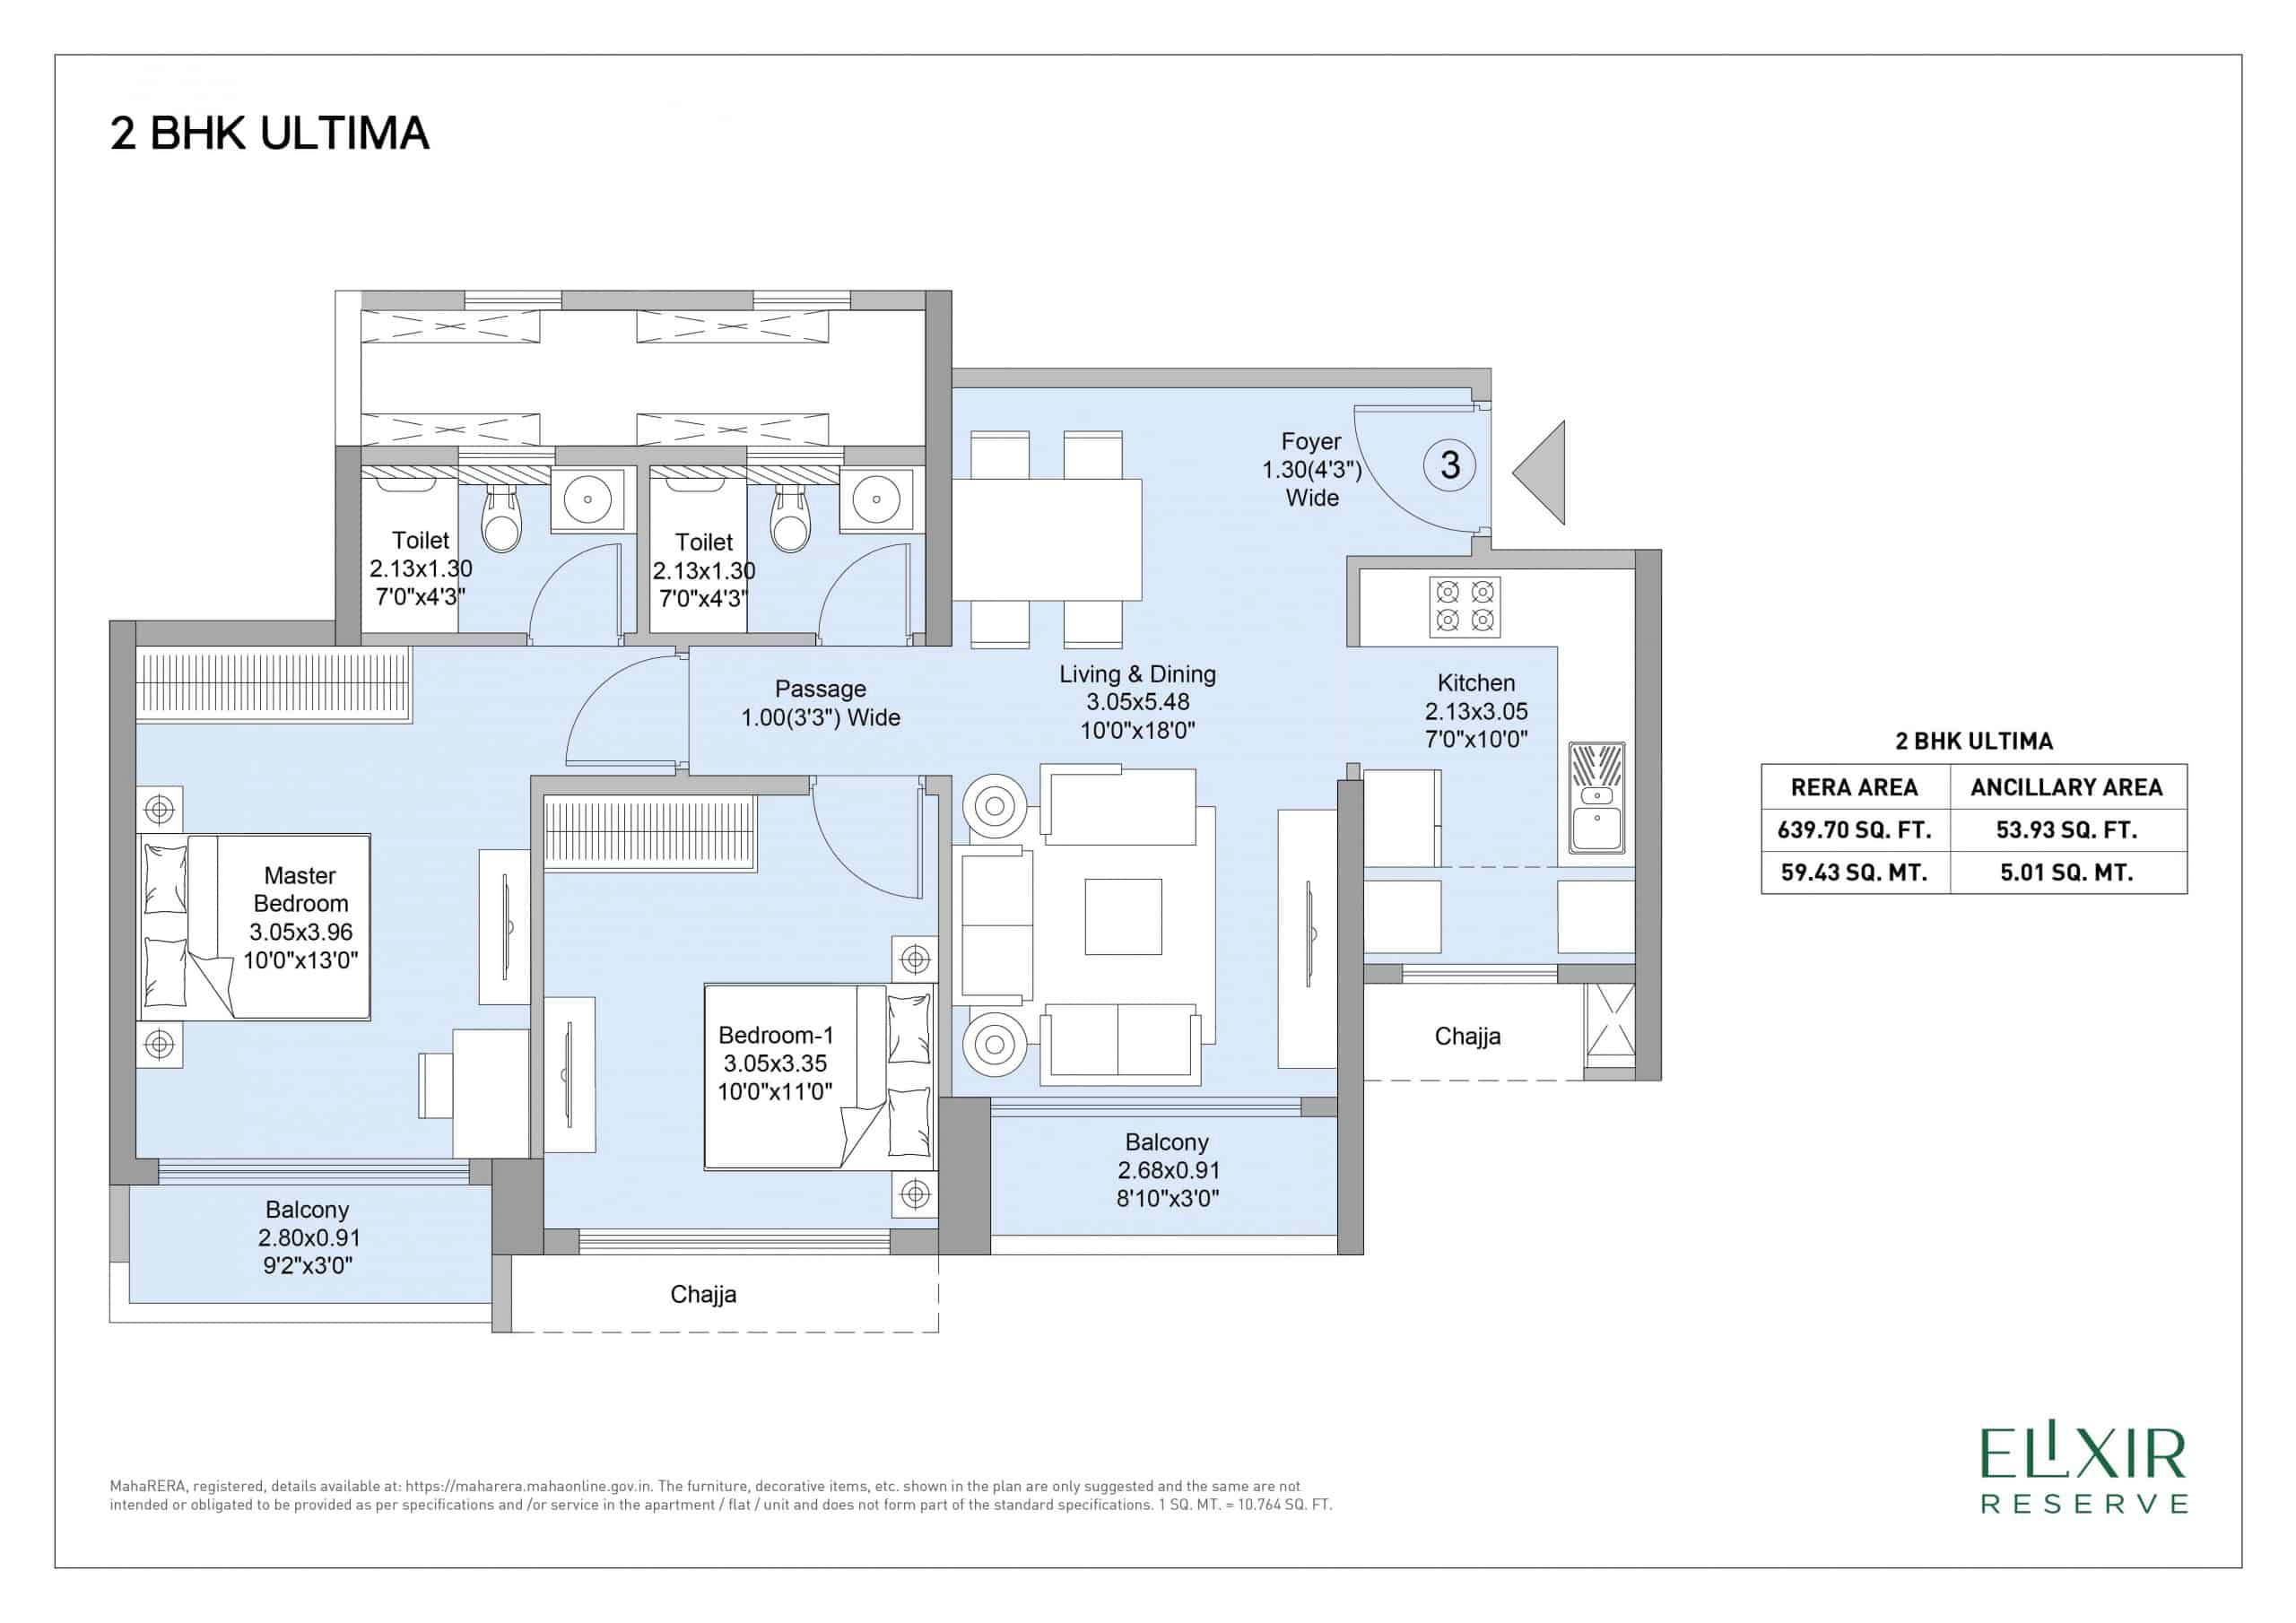 2 BHK ULTIMA
Foyer
1.30(4'3")
Wide
3
Toilet
2.13x1.30
7'0"x4'3"
Toilet
2.13x1.30
7'0"x4'3"
Passage
1.00(3'3") Wide
Living & Dining
3.05x5.48
10'0"x18'0"
Kitchen
2.13x3.05
7'0"x10'0"
Master
Bedroom
3.05x3.96
10'0"x13'0"
Bedroom-1
3.05x3.35
10'0"x11'0"
Chajja
Balcony
2.68x0.91
8'10"x3'0"
Balcony
2.80x0.91
9'2"x3'0"
Chajja
2 BHK ULTIMA
RERA AREA ANCILLARY AREA
639.70 SQ. FT. 53.93 SQ. FT.
59.43 SQ. MT. 5.01 SQ. MT.
MahaRERA, registered, details available at: https://maharera.mahaonline.gov.in. The furniture, decorative items, etc. shown in the plan are only suggested and the same are not
intended or obligated to be provided as per specifications and /or service in the apartment / flat / unit and does not form part of the standard specifications. 1 SQ. MT. = 10.764 SQ. FT.
ELIXIR
RESERVE